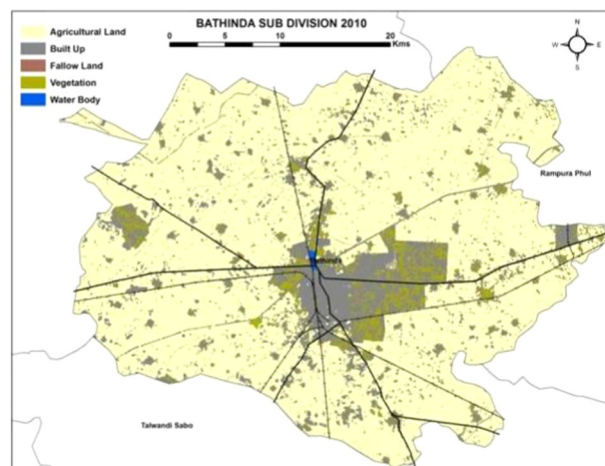 BATHINDA SUB DIVISION 2010
Agricultural Land
Built Up
Fallow Land
Vegetation
Water Body
0 10 20
Kms
N
W E
S
Rampura Phul
Bathinda
Talwandi Sabo